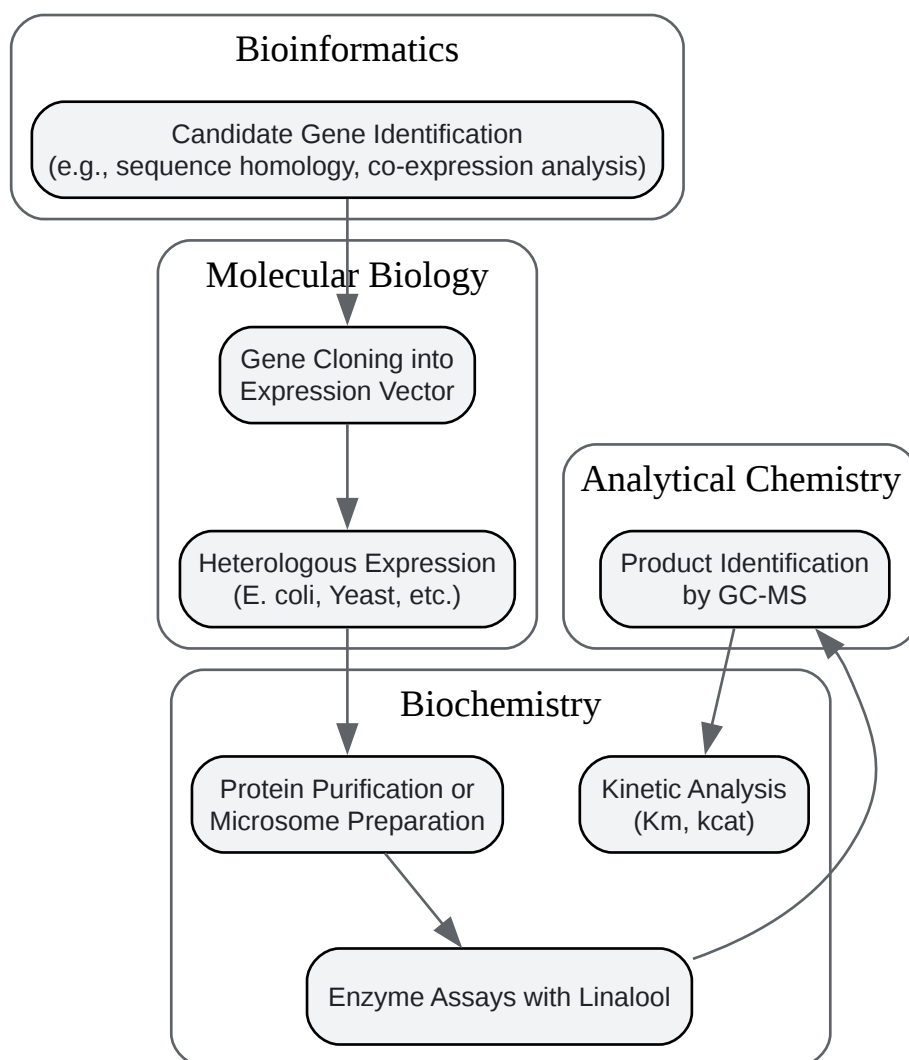 Bioinformatics
Candidate Gene Identification
(e.g., sequence homology, co-expression analysis)
Molecular Biology
Gene Cloning into
Expression Vector
Heterologous Expression
(E. coli, Yeast, etc.)
Analytical Chemistry
Product Identification
by GC-MS
Biochemistry
Protein Purification or
Microsome Preparation
Kinetic Analysis
(Km, kcat)
Enzyme Assays with Linalool